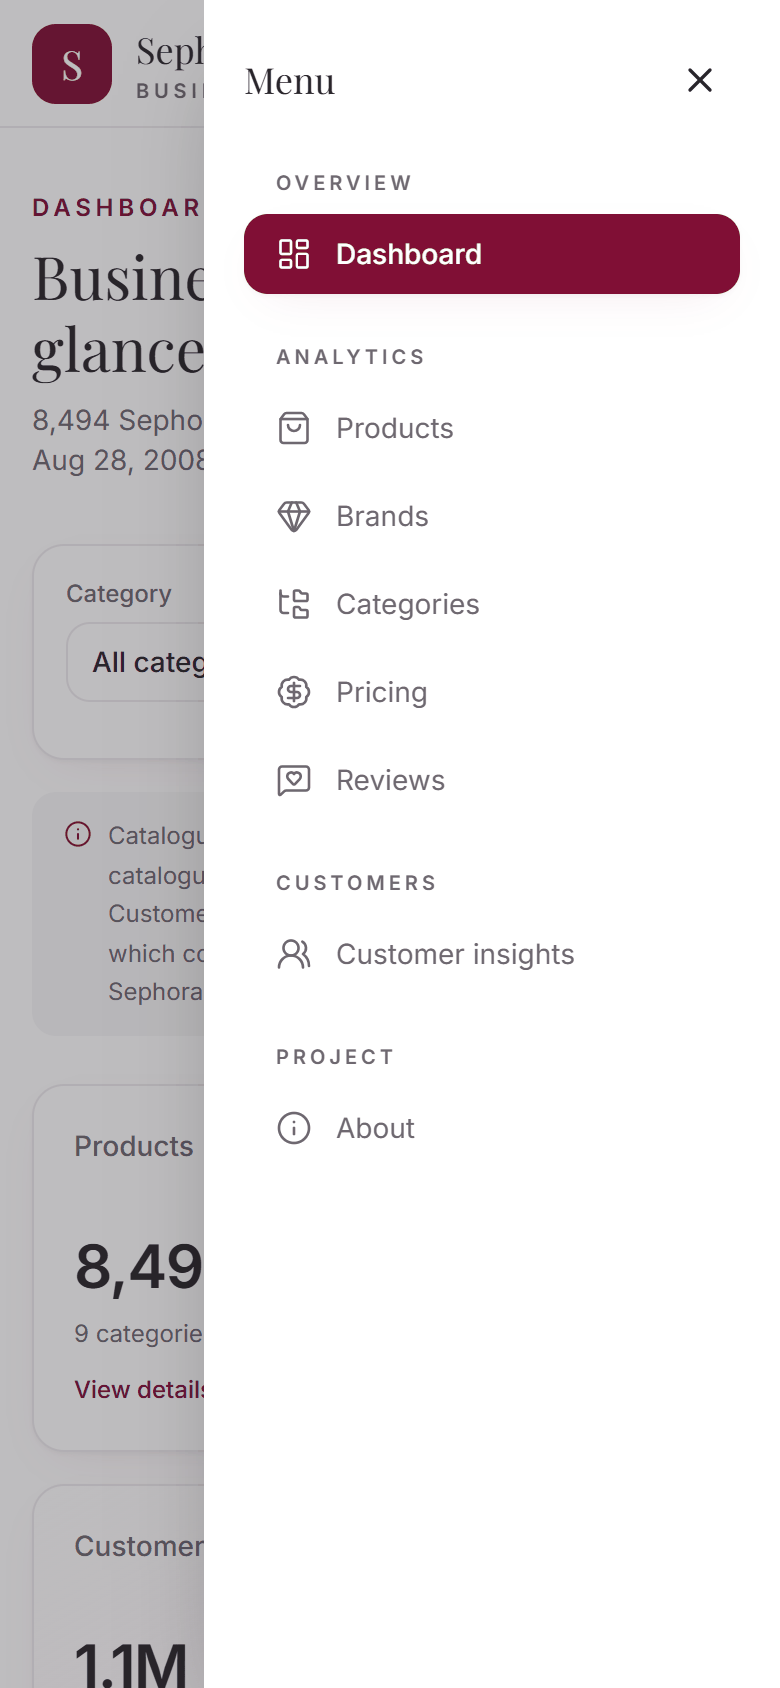 S
Seph
BUSI
DASHBOAR
Busine
glance
8,494 Sepho
Aug 28, 2008
Category
All categ
Catalogu
catalogu
Custome
which co
Sephora
Products
8,49
9 categorie
View details
Customer
1.1M
Menu
OVERVIEW
Dashboard
ANALYTICS
Products
Brands
Categories
Pricing
Reviews
CUSTOMERS
Customer insights
PROJECT
About